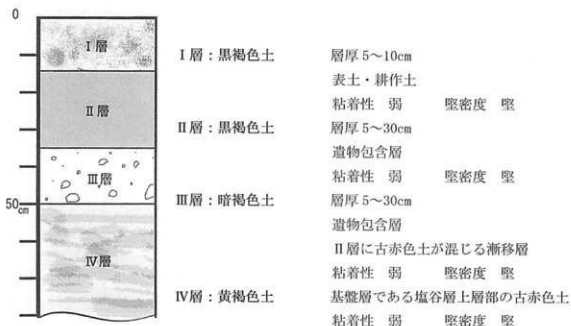 0
50cm
Ⅰ層
Ⅱ層
Ⅲ層
Ⅳ層
Ⅰ層：黒褐色土　層厚 5～10cm
表土・耕作土
粘着性　弱　堅密度　堅
Ⅱ層：黒褐色土　層厚 5～30cm
遺物包含層
粘着性　弱　堅密度　堅
Ⅲ層：暗褐色土　層厚 5～30cm
遺物包含層
Ⅱ層に古赤色土が混じる漸移層
粘着性　弱　堅密度　堅
Ⅳ層：黄褐色土　基盤層である塩谷層上層部の古赤色土
粘着性　弱　堅密度　堅